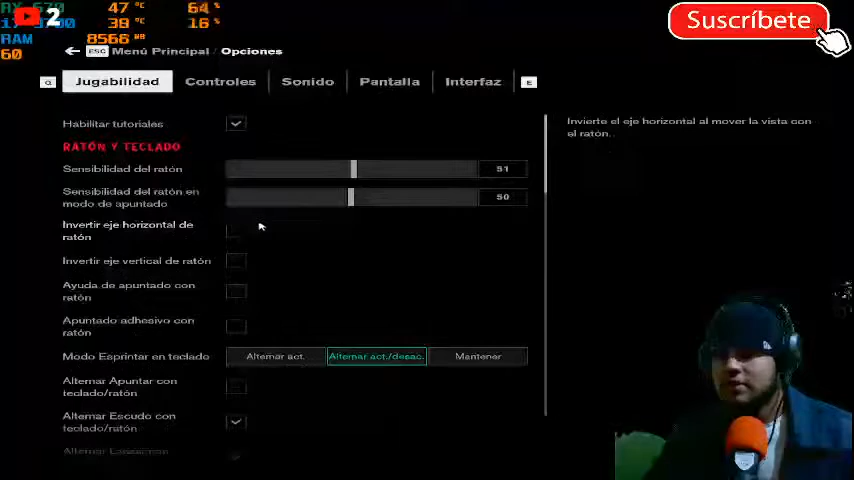 47 °C 64 %
39 °C 16 %
RAM 8566 MB
60
2
Suscríbete
ESC Menú Principal / Opciones
Q Jugabilidad Controles Sonido Pantalla Interfaz E
Habilitar tutoriales
RATÓN Y TECLADO
Sensibilidad del ratón 51
Sensibilidad del ratón en
modo de apuntado 50
Invertir eje horizontal de
ratón
Invertir eje vertical de ratón
Ayuda de apuntado con
ratón
Apuntado adhesivo con
ratón
Modo Esprintar en teclado Alternar act. Alternar act./desac. Mantener
Alternar Apuntar con
teclado/ratón
Alternar Escudo con
teclado/ratón
Invierte el eje horizontal al mover la vista con
el ratón.